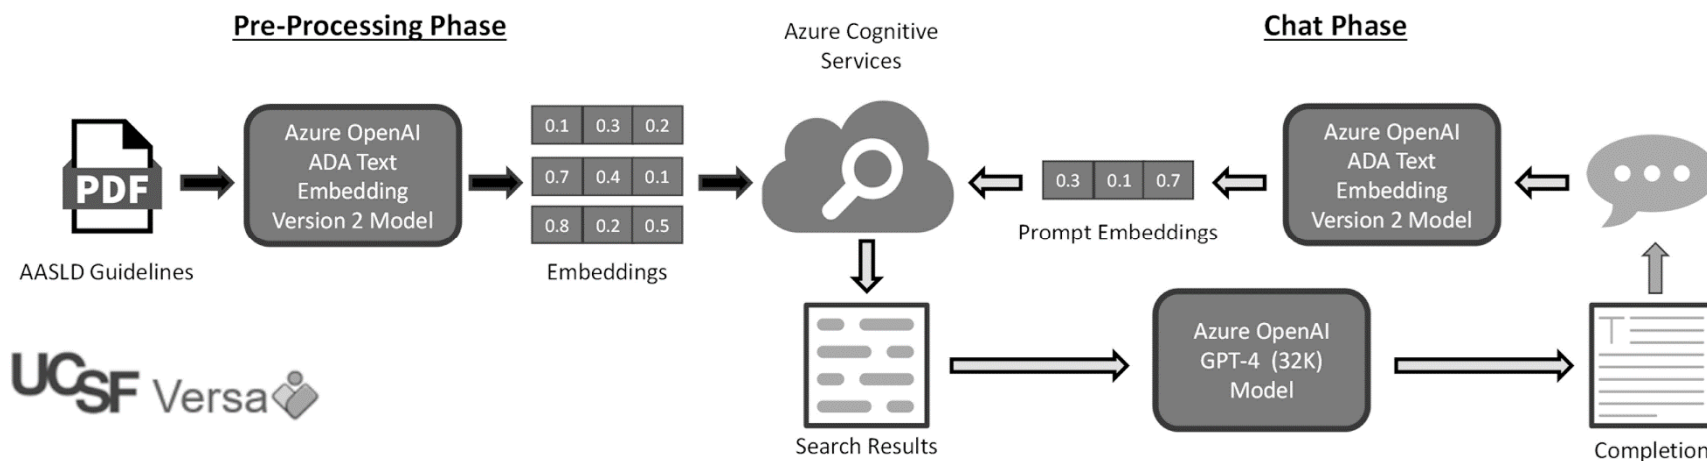 Pre-Processing Phase
Azure Cognitive
Services
Chat Phase
PDF
AASLD Guidelines
Azure OpenAI
ADA Text
Embedding
Version 2 Model
0.1 0.3 0.2
0.7 0.4 0.1
0.8 0.2 0.5
Embeddings
0.3 0.1 0.7
Prompt Embeddings
Azure OpenAI
ADA Text
Embedding
Version 2 Model
Search Results
Azure OpenAI
GPT-4 (32K)
Model
T
Completion
UCSF Versa